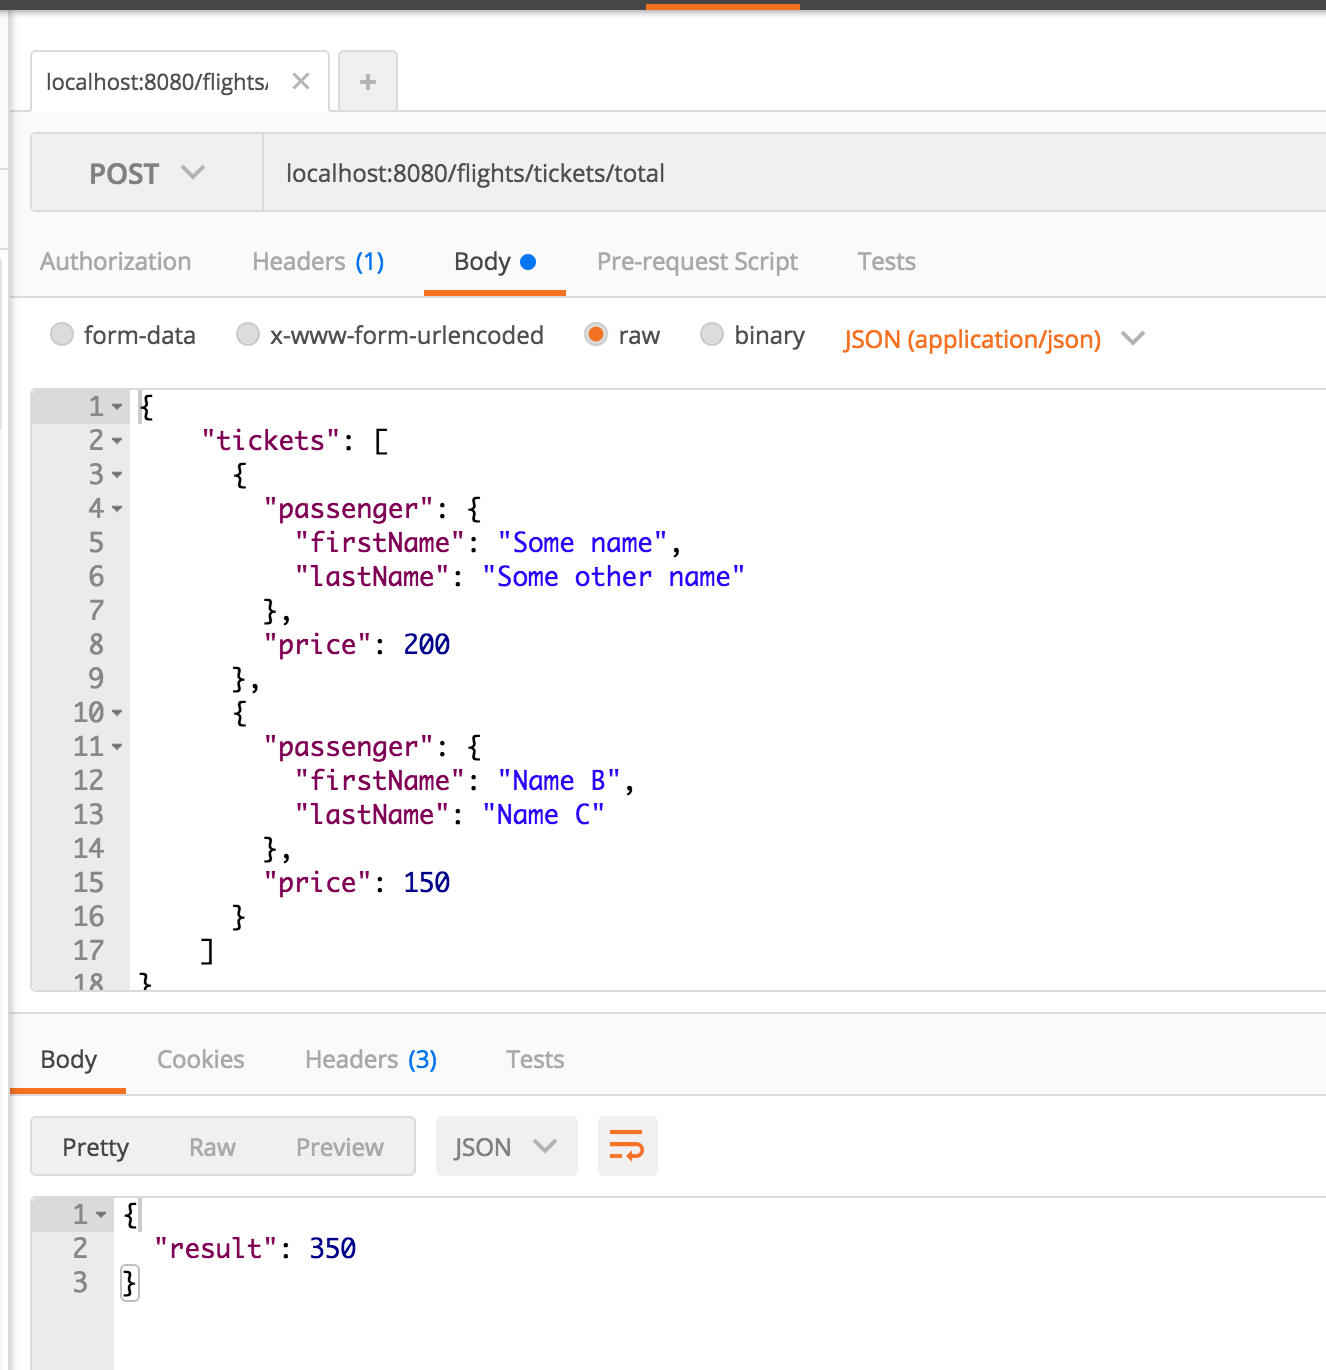 localhost:8080/flights/
POST localhost:8080/flights/tickets/total
Authorization Headers (1) Body Pre-request Script Tests
form-data x-www-form-urlencoded raw binary JSON (application/json)
1 {
2 "tickets": [
3 {
4 "passenger": {
5 "firstName": "Some name",
6 "lastName": "Some other name"
7 },
8 "price": 200
9 },
10 {
11 "passenger": {
12 "firstName": "Name B",
13 "lastName": "Name C"
14 },
15 "price": 150
16 }
17 ]
18 }
Body Cookies Headers (3) Tests
Pretty Raw Preview JSON
1 {
2 "result": 350
3 }